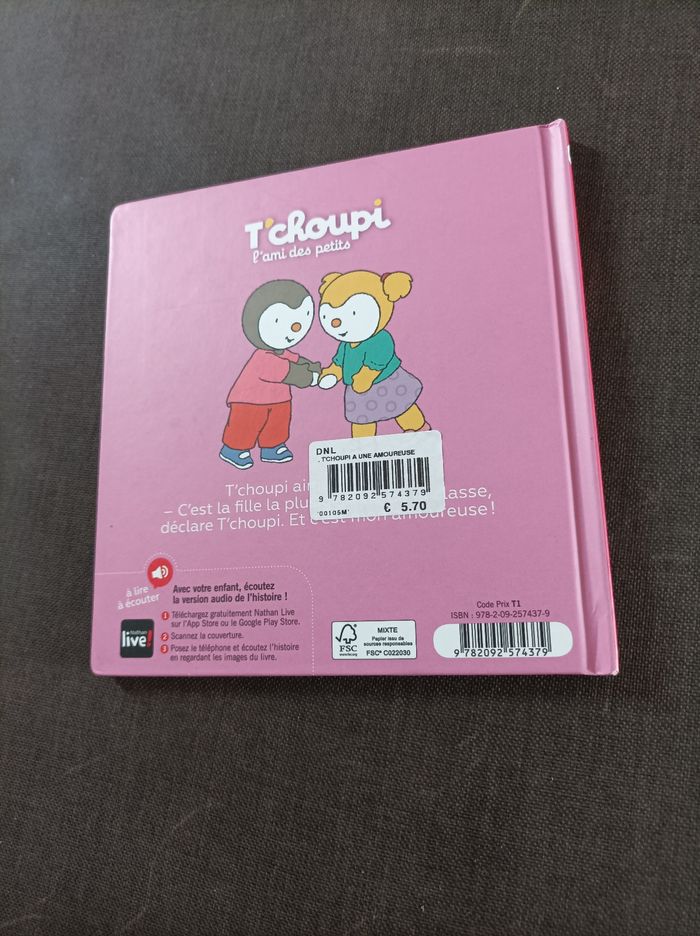 T'choupi
l'ami des petits
DNL
. T'CHOUPI A UNE AMOUREUSE
9 782092 574379
'00105M'
€ 5.70
T'choupi
– C'est la fille la lasse,
déclare T'choupi. Et c'est mon amoureuse !
à lire
à écouter
Avec votre enfant, écoutez
la version audio de l'histoire !
1 Téléchargez gratuitement Nathan Live
sur l'App Store ou le Google Play Store.
2 Scannez la couverture.
3 Posez le téléphone et écoutez l'histoire
en regardant les images du livre.
Nathan
live!
FSC
www.fsc.org
MIXTE
Papier issu de
sources responsables
FSC® C022030
Code Prix T1
ISBN : 978-2-09-257437-9
9 782092 574379